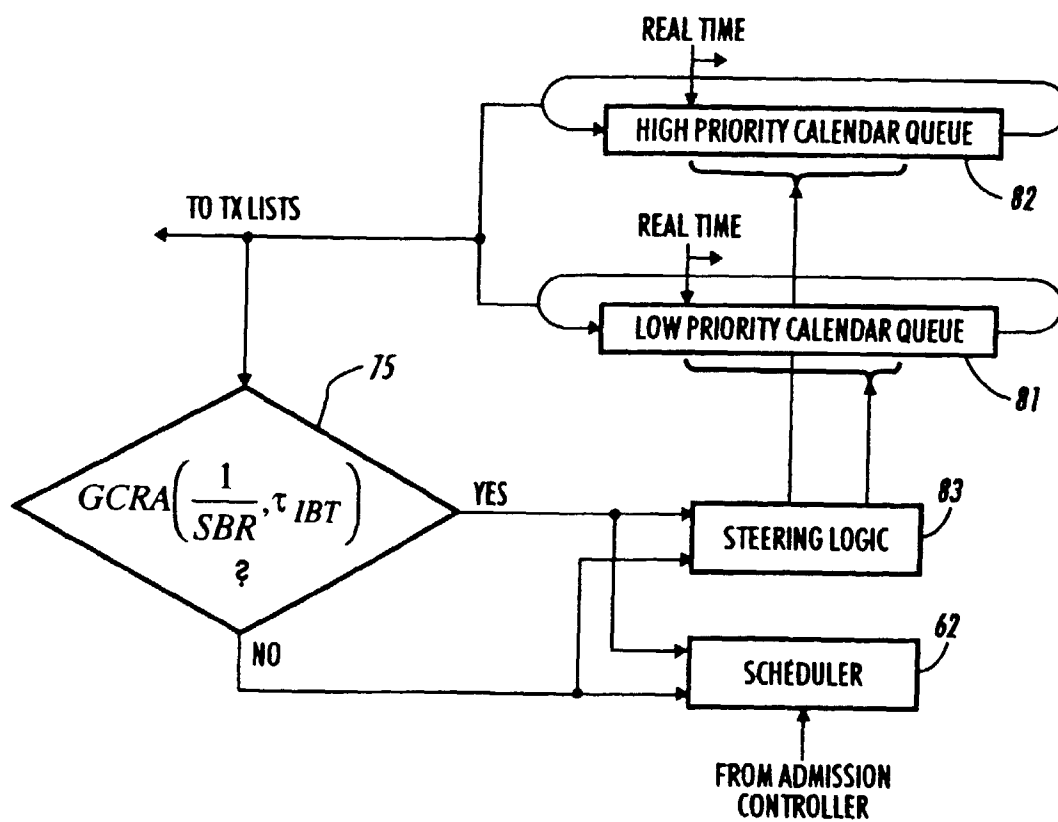 REAL TIME
HIGH PRIORITY CALENDAR QUEUE
82
TO TX LISTS
REAL TIME
LOW PRIORITY CALENDAR QUEUE
81
75
GCRA(1/SBR, τ IBT)
?
YES
83
STEERING LOGIC
NO
62
SCHEDULER
FROM ADMISSION
CONTROLLER